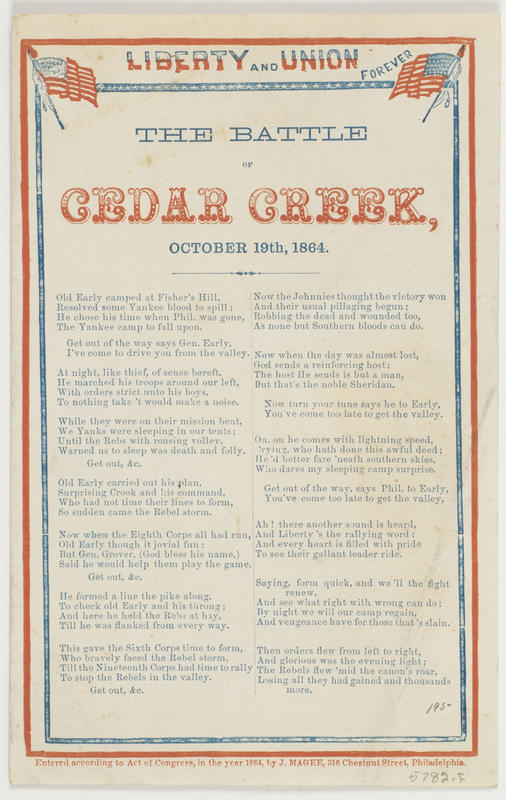 LIBERTY AND UNION FOREVER
THE BATTLE
OF
CEDAR CREEK,
OCTOBER 19th, 1864.
Old Early camped at Fisher's Hill,
Resolved some Yankee blood to spill;
He chose his time when Phil. was gone,
The Yankee camp to fall upon.
Get out of the way says Gen. Early,
I've come to drive you from the valley.
At night, like thief, of sense bereft,
He marched his troops around our left,
With orders strict unto his boys,
To nothing take 't would make a noise.
While they were on their mission bent,
We Yanks were sleeping in our tents;
Until the Rebs with rousing volley.
Warned us to sleep was death and folly.
Get out, &c.
Old Early carried out his plan,
Surprising Crook and his command,
Who had not time their lines to form,
So sudden came the Rebel storm.
Now when the Eighth Corps all had run,
Old Early though it jovial fun;
But Gen. Grover, (God bless his name,)
Said he would help them play the game.
Get out, &c.
He formed a line the pike along,
To check old Early and his throng;
And here he held the Rebs at bay,
Till he was flanked from every way.
This gave the Sixth Corps time to form,
Who bravely faced the Rebel storm,
Till the Nineteenth Corps had time to rally
To stop the Rebels in the valley.
Get out, &c.
Now the Johnnies thought the victory won
And their usual pillaging begun;
Robbing the dead and wounded too,
As none but Southern bloods can do.
Now when the day was almost lost,
God sends a reinforcing host;
The host He sends is but a man,
But that's the noble Sheridan.
Now turn your tune says he to Early,
You've come too late to get the valley.
On, on he comes with lightning speed,
'rying, who hath done this awful deed;
He'd better fare 'neath southern skies,
Who dares my sleeping camp surprise.
Get out of the way, says Phil. to Early,
You've come too late to get the valley,
Ah! there another sound is heard,
And Liberty 's the rallying word:
And every heart is filled with pride
To see their gallant leader ride.
Saying, form quick, and we 'll the fight
renew,
And see what right with wrong can do;
By night we will our camp regain,
And vengeance have for those that 's slain.
Then orders flew from left to right,
And glorious was the evening light;
The Rebels flew 'mid the canon's roar,
Losing all they had gained and thousands
more.
195-
Entered according to Act of Congress, in the year 1864, by J. MAGEE, 316 Chestnut Street, Philadelphia.
5782.F